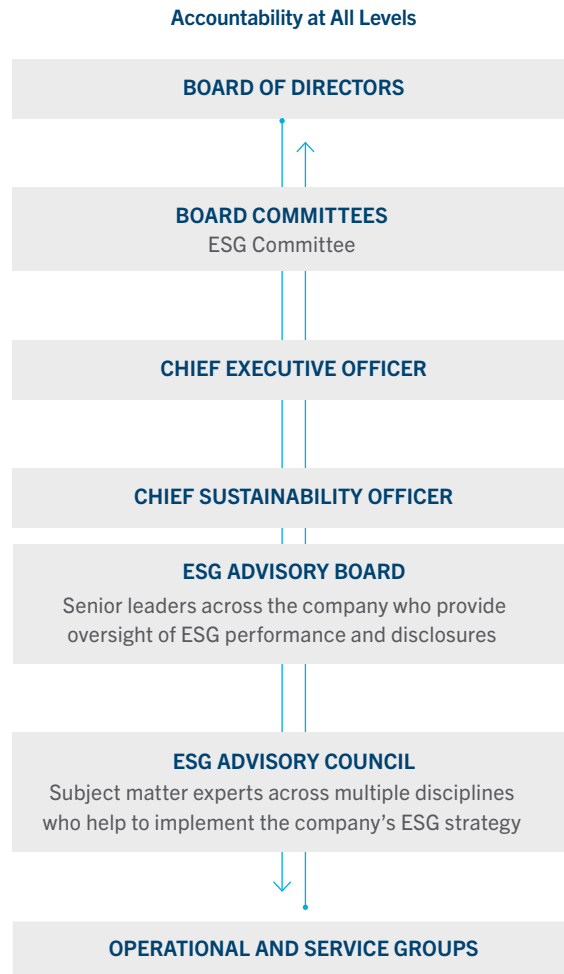 Accountability at All Levels
BOARD OF DIRECTORS
BOARD COMMITTEES
ESG Committee
CHIEF EXECUTIVE OFFICER
CHIEF SUSTAINABILITY OFFICER
ESG ADVISORY BOARD
Senior leaders across the company who provide
oversight of ESG performance and disclosures
ESG ADVISORY COUNCIL
Subject matter experts across multiple disciplines
who help to implement the company’s ESG strategy
OPERATIONAL AND SERVICE GROUPS